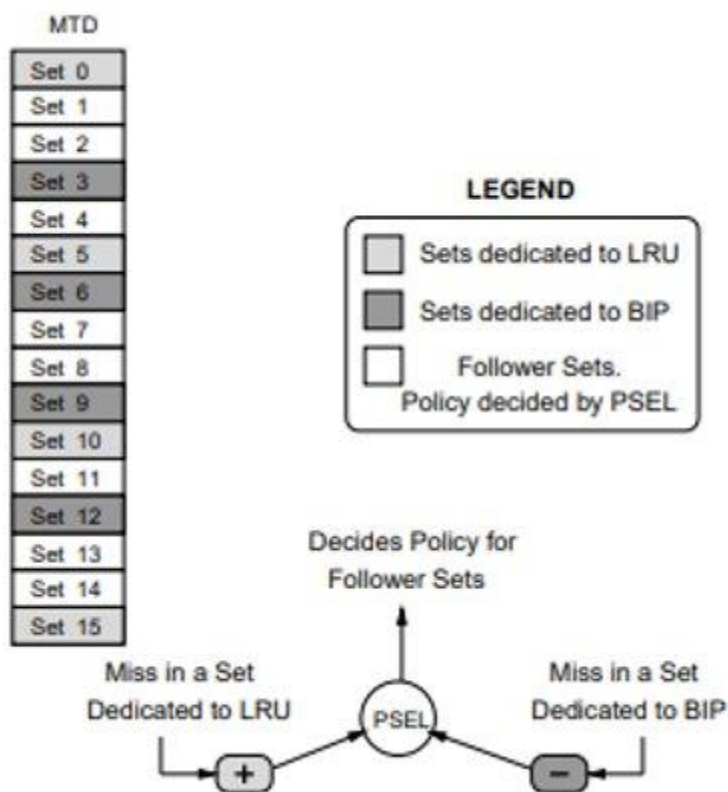 MTD
Set 0
Set 1
Set 2
Set 3
Set 4
Set 5
Set 6
Set 7
Set 8
Set 9
Set 10
Set 11
Set 12
Set 13
Set 14
Set 15
LEGEND
Sets dedicated to LRU
Sets dedicated to BIP
Follower Sets.
Policy decided by PSEL
Decides Policy for
Follower Sets
Miss in a Set
Dedicated to LRU
PSEL
Miss in a Set
Dedicated to BIP
+
−